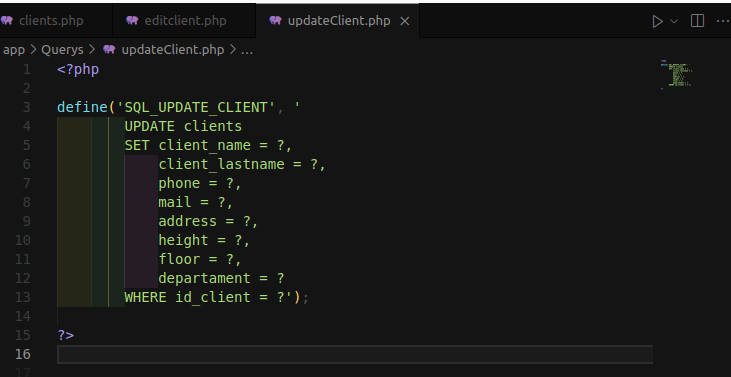 clients.php editclient.php updateClient.php
app > Querys > updateClient.php > ...
1 <?php
2
3 define('SQL_UPDATE_CLIENT', '
4 UPDATE clients
5 SET client_name = ?,
6 client_lastname = ?,
7 phone = ?,
8 mail = ?,
9 address = ?,
10 height = ?,
11 floor = ?,
12 departament = ?
13 WHERE id_client = ?');
14
15 ?>
16
17